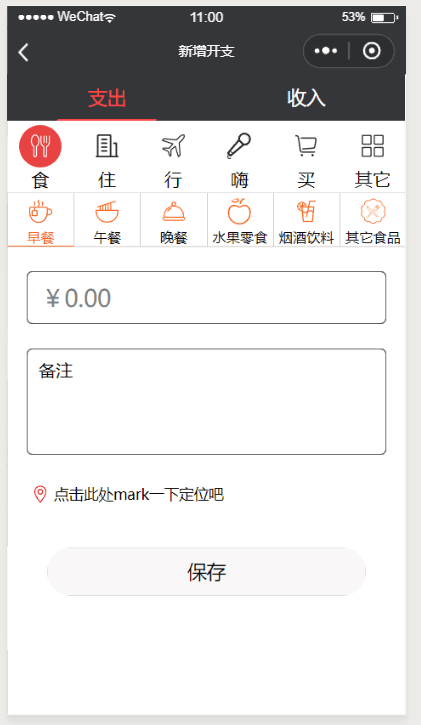 WeChat 11:00 53%
新增开支
支出 收入
食 住 行 嗨 买 其它
早餐 午餐 晚餐 水果零食 烟酒饮料 其它食品
￥0.00
备注
点击此处mark一下定位吧
保存